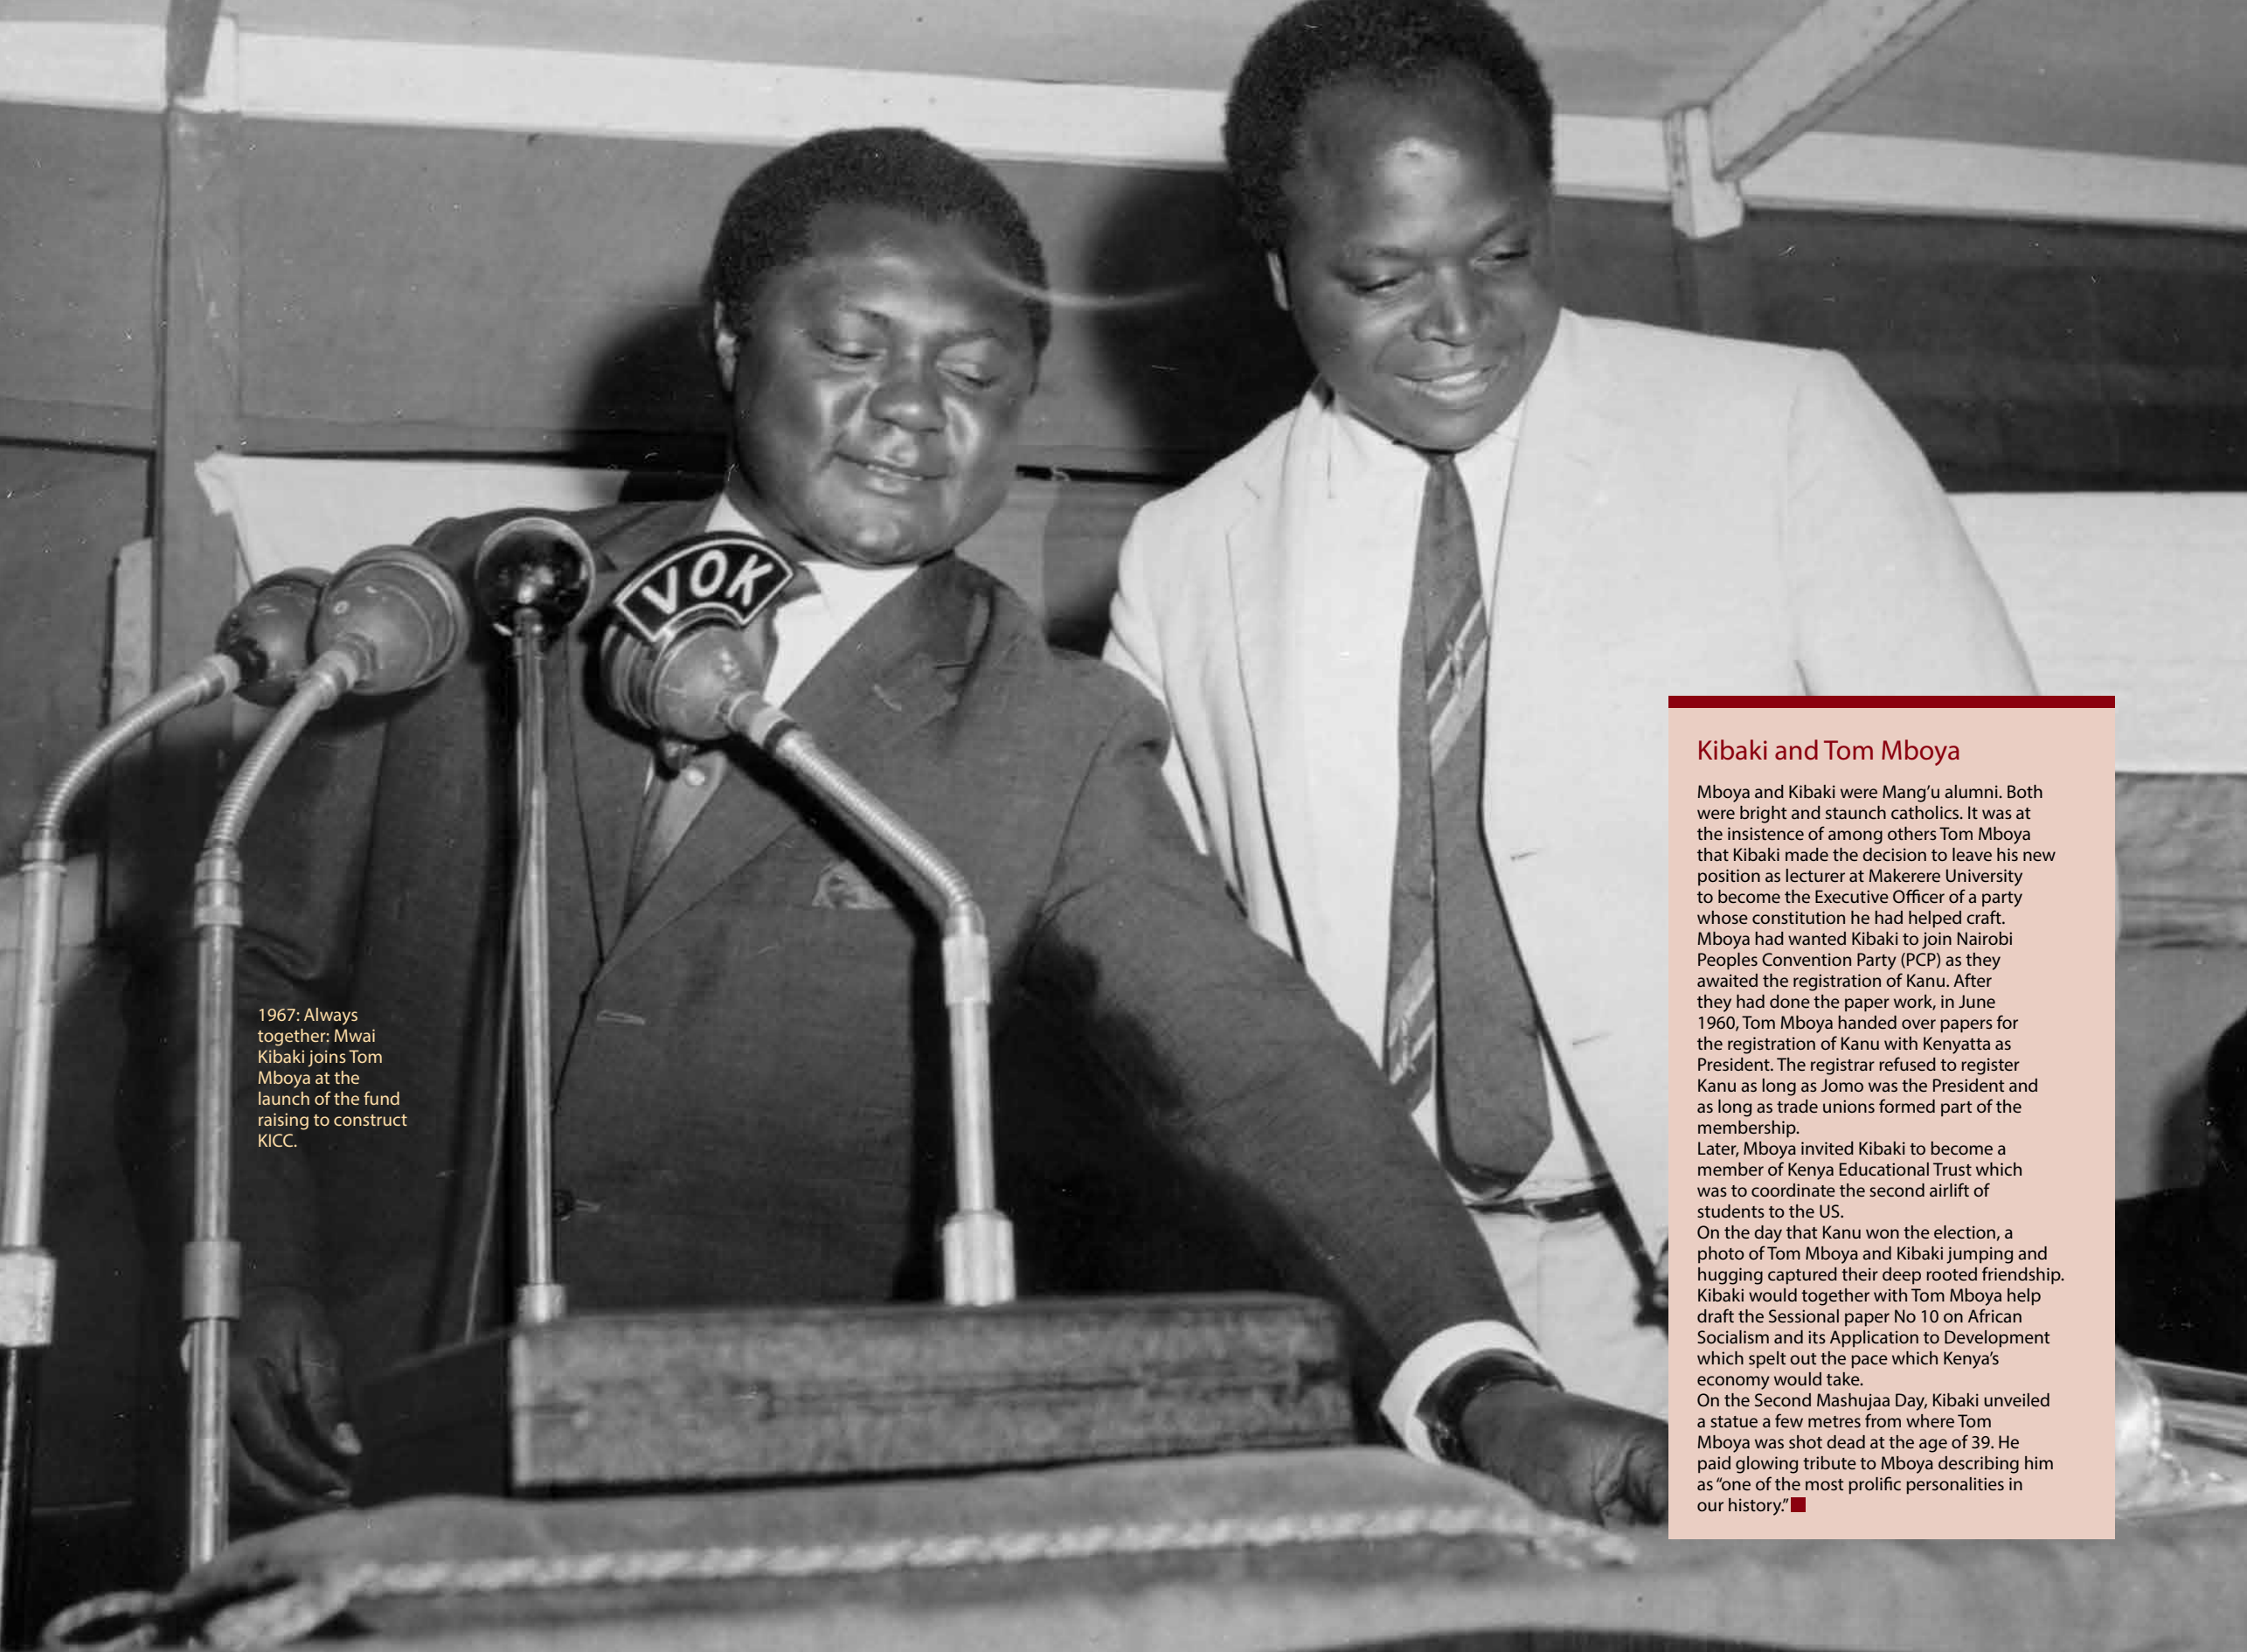 VOK
1967: Always
together: Mwai
Kibaki joins Tom
Mboya at the
launch of the fund
raising to construct
KICC.
Kibaki and Tom Mboya
Mboya and Kibaki were Mang’u alumni. Both
were bright and staunch catholics. It was at
the insistence of among others Tom Mboya
that Kibaki made the decision to leave his new
position as lecturer at Makerere University
to become the Executive Officer of a party
whose constitution he had helped craft.
Mboya had wanted Kibaki to join Nairobi
Peoples Convention Party (PCP) as they
awaited the registration of Kanu. After
they had done the paper work, in June
1960, Tom Mboya handed over papers for
the registration of Kanu with Kenyatta as
President. The registrar refused to register
Kanu as long as Jomo was the President and
as long as trade unions formed part of the
membership.
Later, Mboya invited Kibaki to become a
member of Kenya Educational Trust which
was to coordinate the second airlift of
students to the US.
On the day that Kanu won the election, a
photo of Tom Mboya and Kibaki jumping and
hugging captured their deep rooted friendship.
Kibaki would together with Tom Mboya help
draft the Sessional paper No 10 on African
Socialism and its Application to Development
which spelt out the pace which Kenya’s
economy would take.
On the Second Mashujaa Day, Kibaki unveiled
a statue a few metres from where Tom
Mboya was shot dead at the age of 39. He
paid glowing tribute to Mboya describing him
as “one of the most prolific personalities in
our history.”